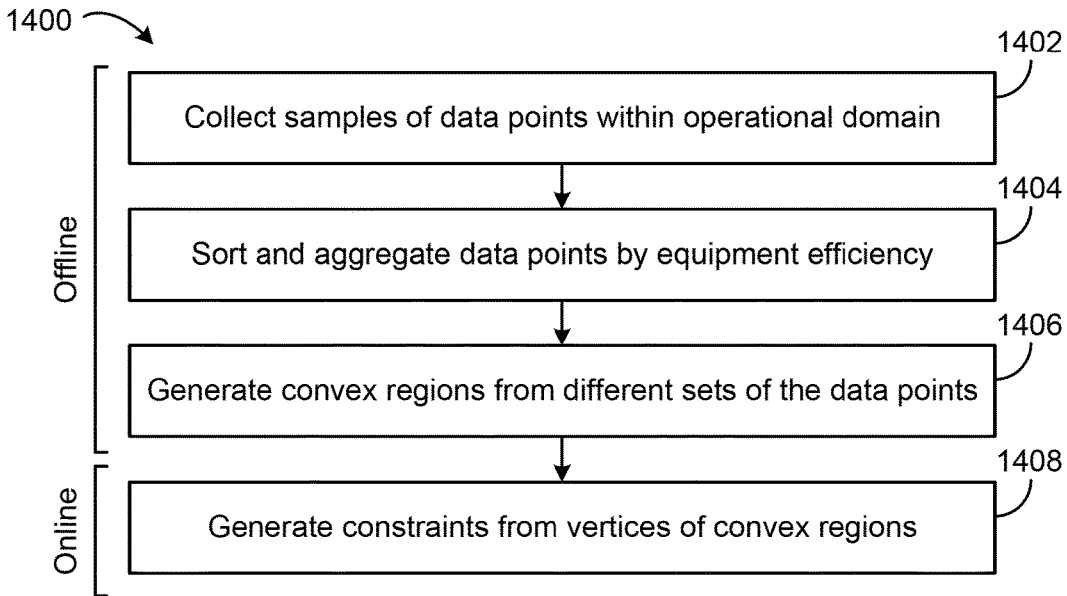 1400
1402
Collect samples of data points within operational domain
1404
Sort and aggregate data points by equipment efficiency
Offline
1406
Generate convex regions from different sets of the data points
1408
Generate constraints from vertices of convex regions
Online